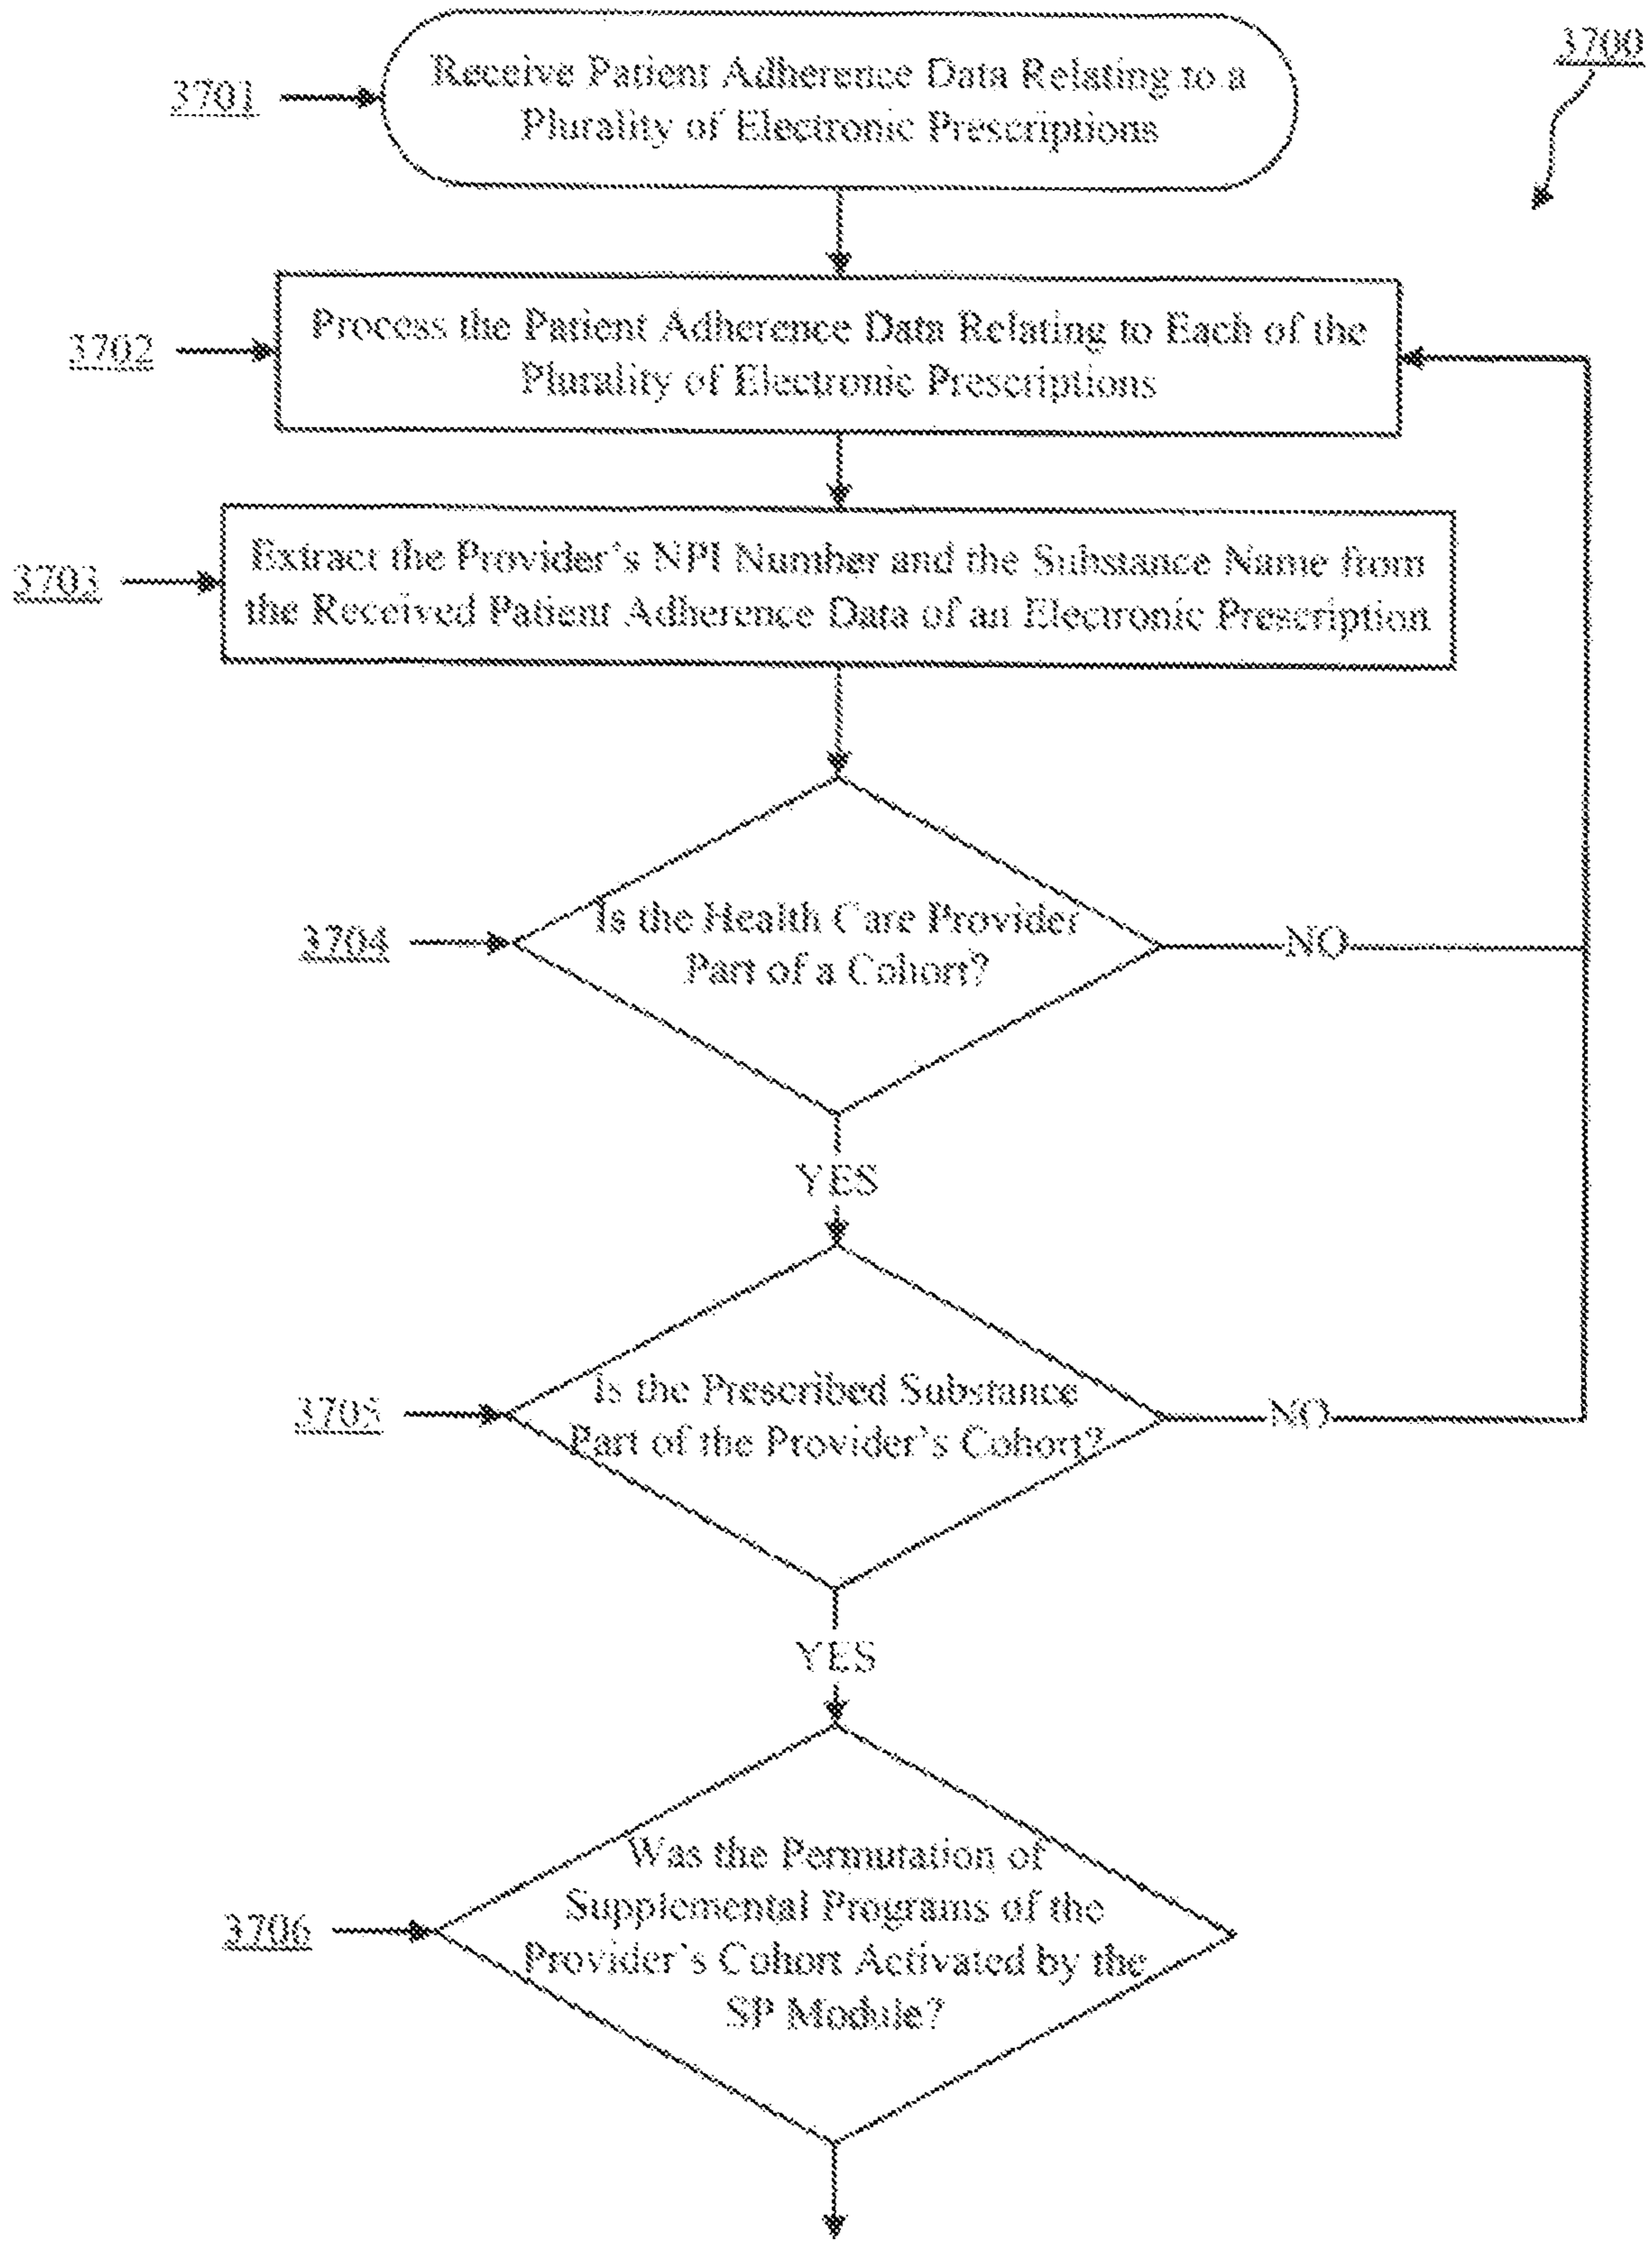 3700
3701
Receive Patient Adherence Data Relating to a
Plurality of Electronic Prescriptions
3702
Process the Patient Adherence Data Relating to Each of the
Plurality of Electronic Prescriptions
3703
Extract the Provider's NPI Number and the Substance Name from
the Received Patient Adherence Data of an Electronic Prescription
3704
Is the Health Care Provider
Part of a Cohort?
NO
YES
3705
Is the Prescribed Substance
Part of the Provider's Cohort?
NO
YES
3706
Was the Permutation of
Supplemental Programs of the
Provider's Cohort Activated by the
SP Module?